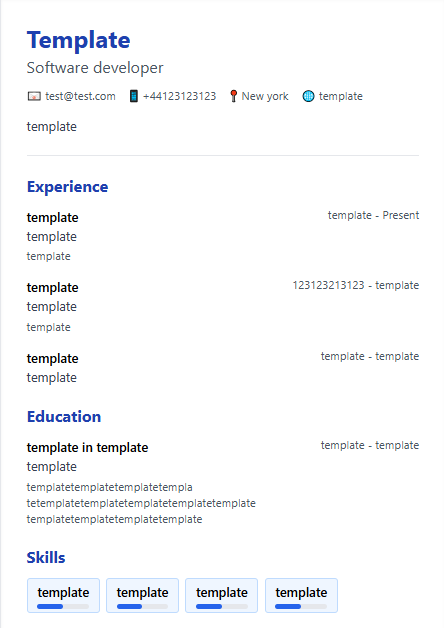 Template
Software developer
test@test.com +44123123123 New york template
template
Experience
template template - Present
template
template
template 123123213123 - template
template
template
template template - template
template
Education
template in template template - template
template
templatetemplatetemplatetempla
tetemplatetemplatetemplatetemplatetemplate
templatetemplatetemplatetemplate
Skills
template template template template